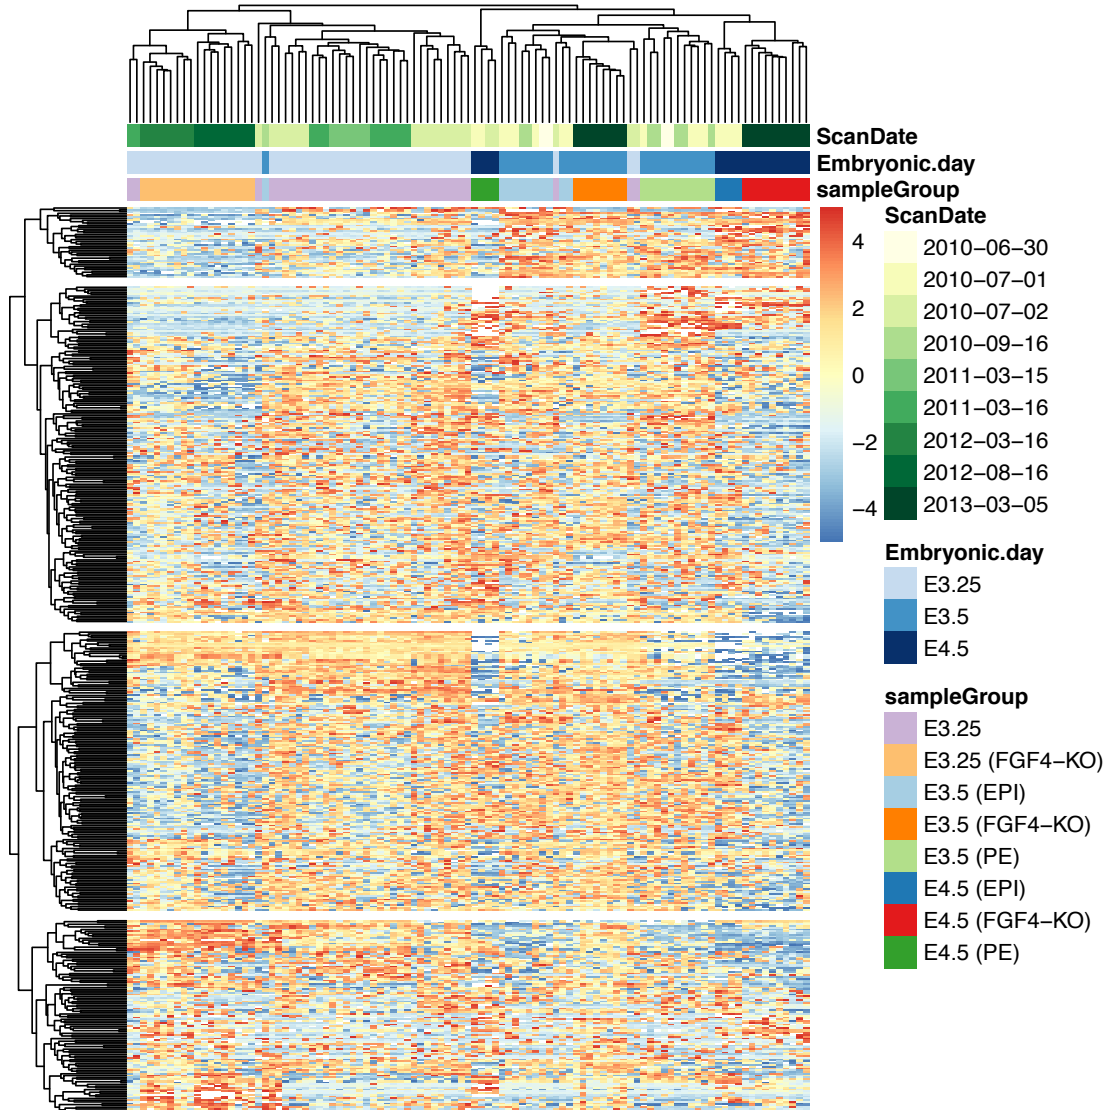 ScanDate
Embryonic.day
sampleGroup
4
2
0
−2
−4
ScanDate
2010−06−30
2010−07−01
2010−07−02
2010−09−16
2011−03−15
2011−03−16
2012−03−16
2012−08−16
2013−03−05
Embryonic.day
E3.25
E3.5
E4.5
sampleGroup
E3.25
E3.25 (FGF4−KO)
E3.5 (EPI)
E3.5 (FGF4−KO)
E3.5 (PE)
E4.5 (EPI)
E4.5 (FGF4−KO)
E4.5 (PE)